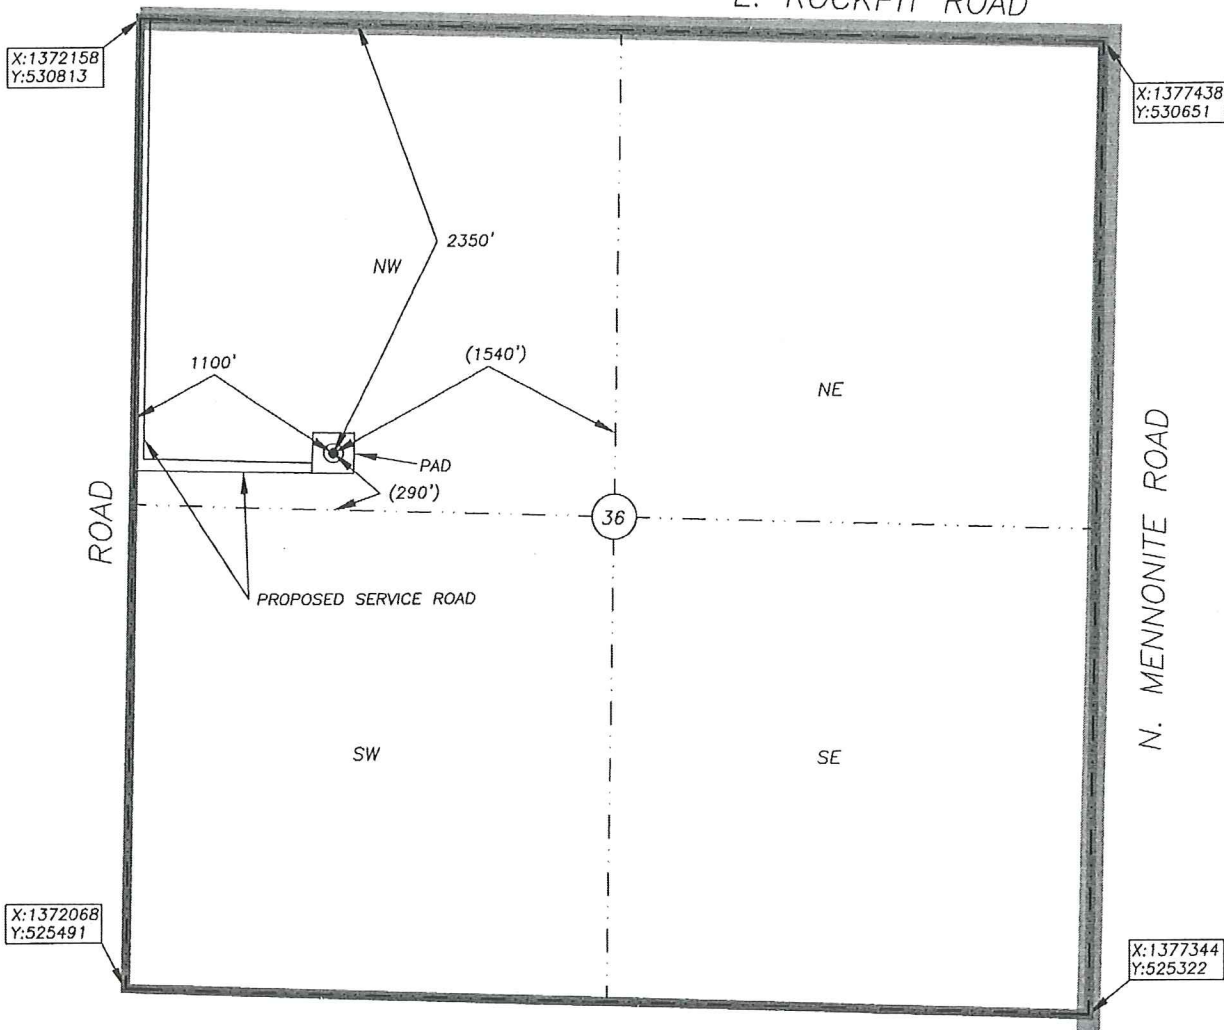 E. ROCKPIT ROAD
X:1372158
Y:530813
X:1377438
Y:530651
2350'
NW
1100'
(1540')
NE
PAD
(290')
36
ROAD
N. MENNONITE ROAD
PROPOSED SERVICE ROAD
SW
SE
X:1372068
Y:525491
X:1377344
Y:525322